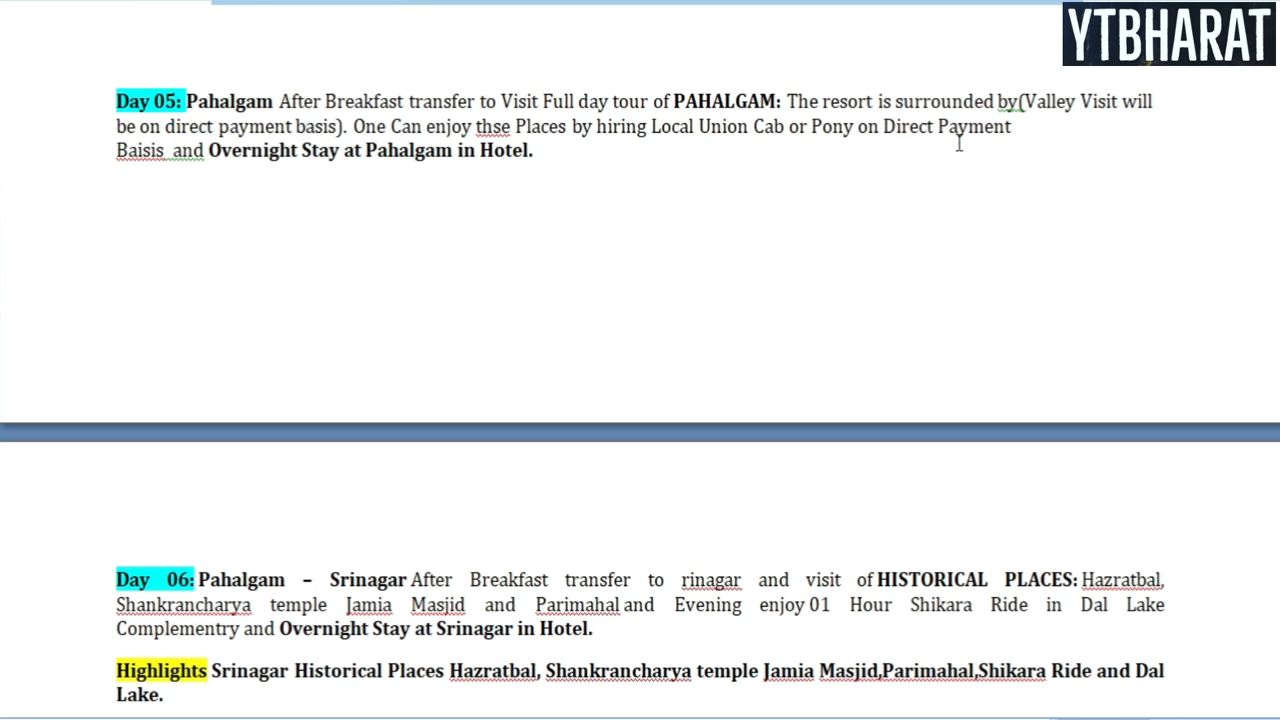 YTBHARAT
Day 05: Pahalgam After Breakfast transfer to Visit Full day tour of PAHALGAM: The resort is surrounded by(Valley Visit will
be on direct payment basis). One Can enjoy thse Places by hiring Local Union Cab or Pony on Direct Payment
Baisis and Overnight Stay at Pahalgam in Hotel.
Day 06: Pahalgam – Srinagar After Breakfast transfer to rinagar and visit of HISTORICAL PLACES: Hazratbal,
Shankrancharya temple Jamia Masjid and Parimahal and Evening enjoy 01 Hour Shikara Ride in Dal Lake
Complementry and Overnight Stay at Srinagar in Hotel.
Highlights Srinagar Historical Places Hazratbal, Shankrancharya temple Jamia Masjid,Parimahal,Shikara Ride and Dal
Lake.